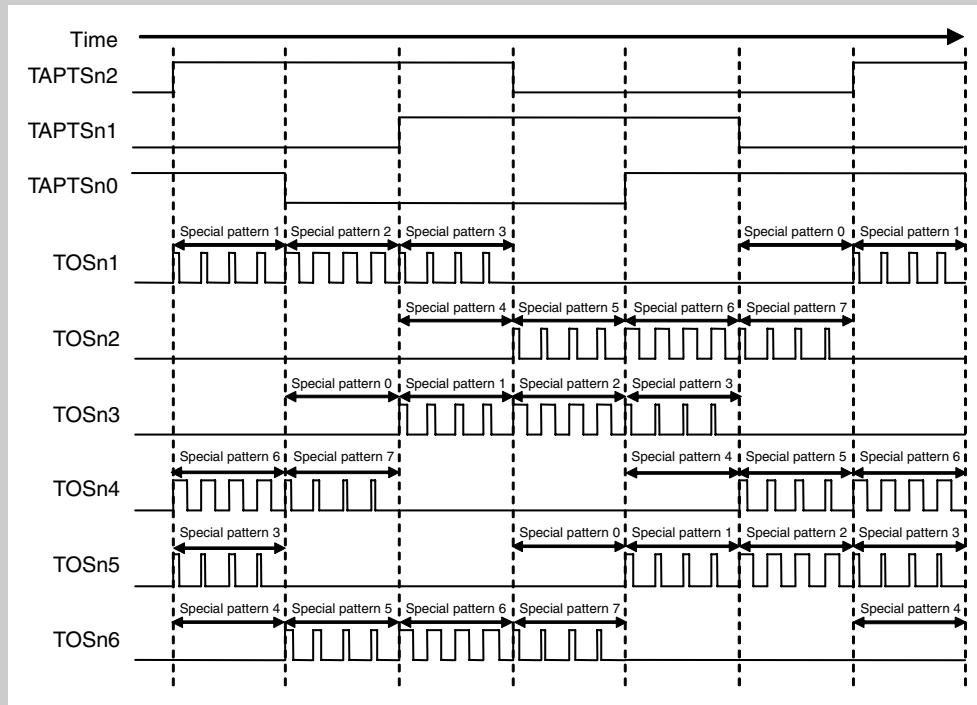 Time
TAPTSn2
TAPTSn1
TAPTSn0
Special pattern 1 Special pattern 2 Special pattern 3 Special pattern 0 Special pattern 1
TOSn1
Special pattern 4 Special pattern 5 Special pattern 6 Special pattern 7
TOSn2
Special pattern 0 Special pattern 1 Special pattern 2 Special pattern 3
TOSn3
Special pattern 6 Special pattern 7 Special pattern 4 Special pattern 5 Special pattern 6
TOSn4
Special pattern 3 Special pattern 0 Special pattern 1 Special pattern 2 Special pattern 3
TOSn5
Special pattern 4 Special pattern 5 Special pattern 6 Special pattern 7 Special pattern 4
TOSn6